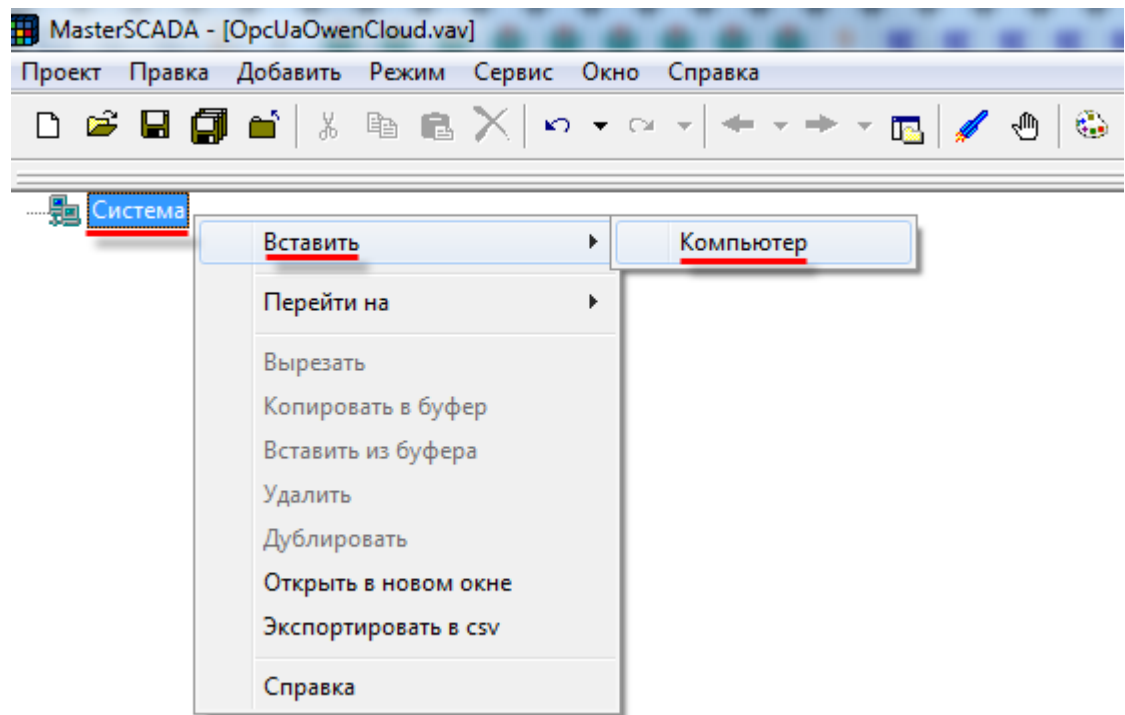 MasterSCADA - [OpcUaOwenCloud.vav]
Проект Правка Добавить Режим Сервис Окно Справка
Система
Вставить
Компьютер
Перейти на
Вырезать
Копировать в буфер
Вставить из буфера
Удалить
Дублировать
Открыть в новом окне
Экспортировать в csv
Справка